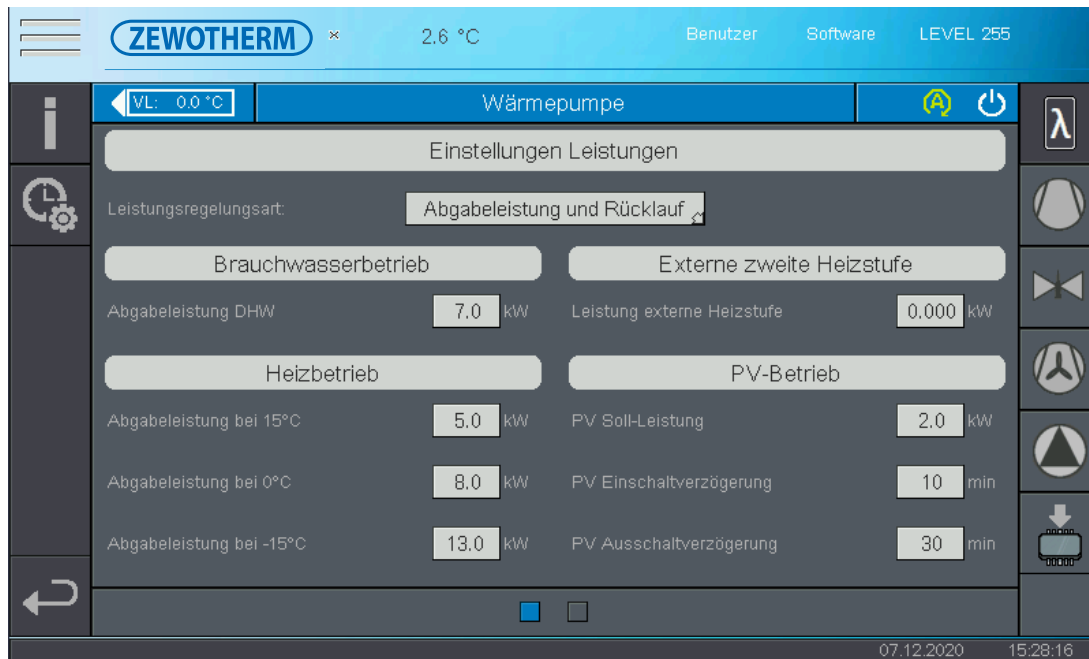 ZEWOTHERM 2.6 °C Benutzer Software LEVEL 255
VL: 0.0 °C Wärmepumpe A
λ
Einstellungen Leistungen
Leistungsregelungsart: Abgabeleistung und Rücklauf
Brauchwasserbetrieb
Abgabeleistung DHW 7.0 kW
Externe zweite Heizstufe
Leistung externe Heizstufe 0.000 kW
Heizbetrieb
Abgabeleistung bei 15°C 5.0 kW
Abgabeleistung bei 0°C 8.0 kW
Abgabeleistung bei -15°C 13.0 kW
PV-Betrieb
PV Soll-Leistung 2.0 kW
PV Einschaltverzögerung 10 min
PV Ausschaltverzögerung 30 min
07.12.2020 15:28:16